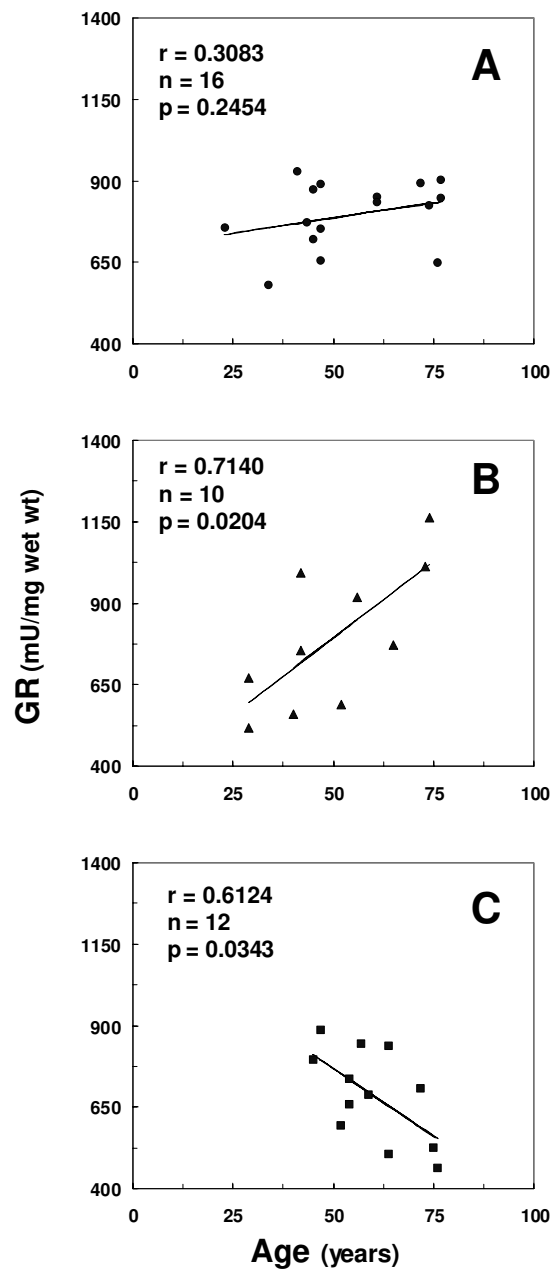 1400
r = 0.3083
n = 16
p = 0.2454
A
1150
900
650
400
0 25 50 75 100
1400
r = 0.7140
n = 10
p = 0.0204
B
1150
900
650
400
0 25 50 75 100
GR (mU/mg wet wt)
1400
r = 0.6124
n = 12
p = 0.0343
C
1150
900
650
400
0 25 50 75 100
Age (years)